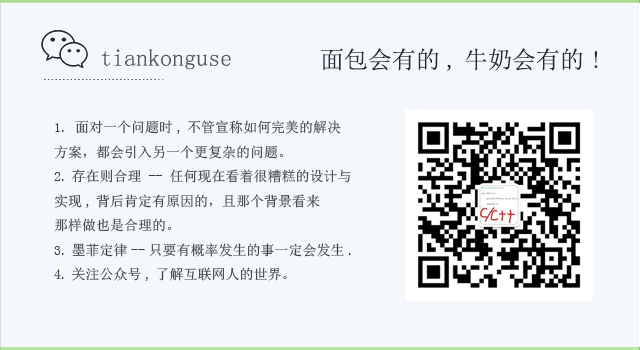 tiankonguse
面包会有的，牛奶会有的！
1. 面对一个问题时，不管宣称如何完美的解决
方案，都会引入另一个更复杂的问题。
2. 存在则合理 -- 任何现在看着很糟糕的设计与
实现，背后肯定有原因的，且那个背景看来
那样做也是合理的。
3. 墨菲定律 -- 只要有概率发生的事一定会发生.
4. 关注公众号，了解互联网人的世界。
C/C++